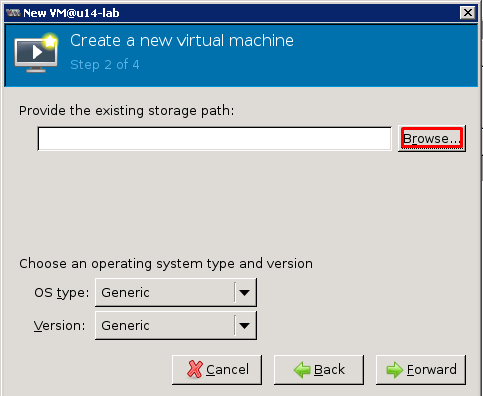 New VM@u14-lab
Create a new virtual machine
Step 2 of 4
Provide the existing storage path:
Browse...
Choose an operating system type and version
OS type: Generic
Version: Generic
Cancel Back Forward